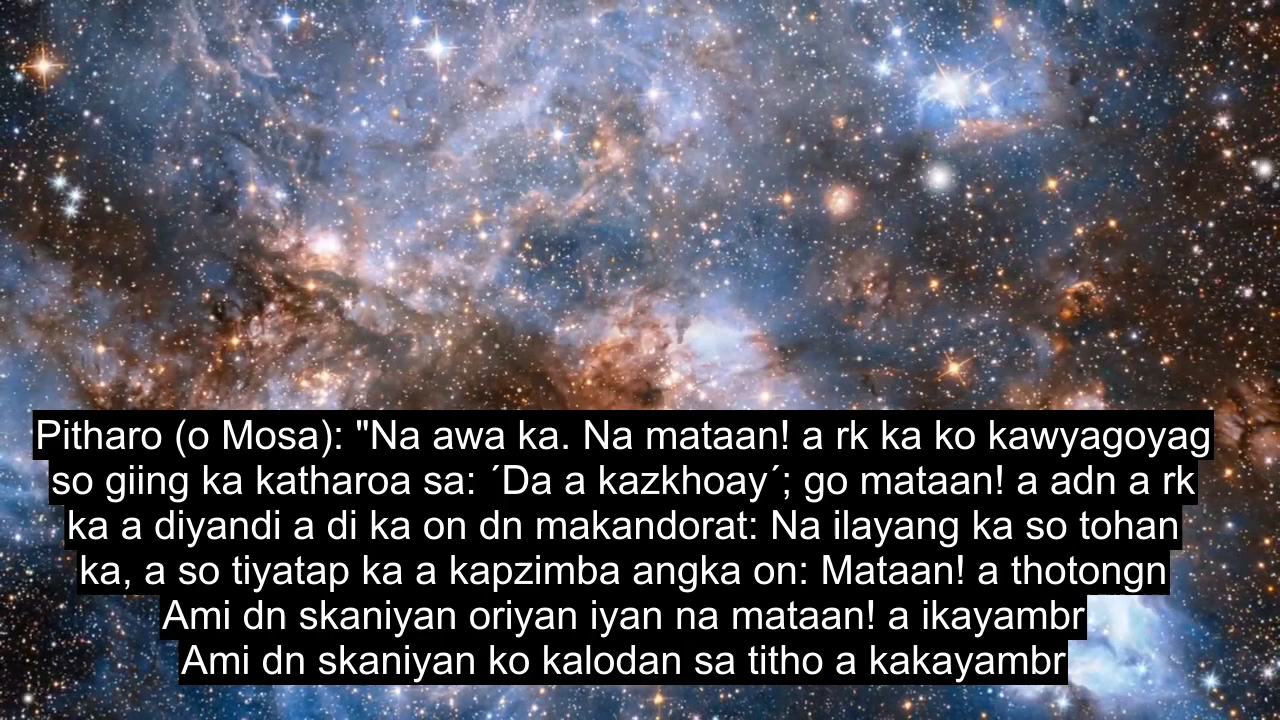 Pitharo (o Mosa): "Na awa ka. Na mataan! a rk ka ko kawyagoyag
so giing ka katharoa sa: ´Da a kazkhoay´; go mataan! a adn a rk
ka a diyandi a di ka on dn makandorat: Na ilayang ka so tohan
ka, a so tiyatap ka a kapzimba angka on: Mataan! a thotongn
Ami dn skaniyan oriyan iyan na mataan! a ikayambr
Ami dn skaniyan ko kalodan sa titho a kakayambr